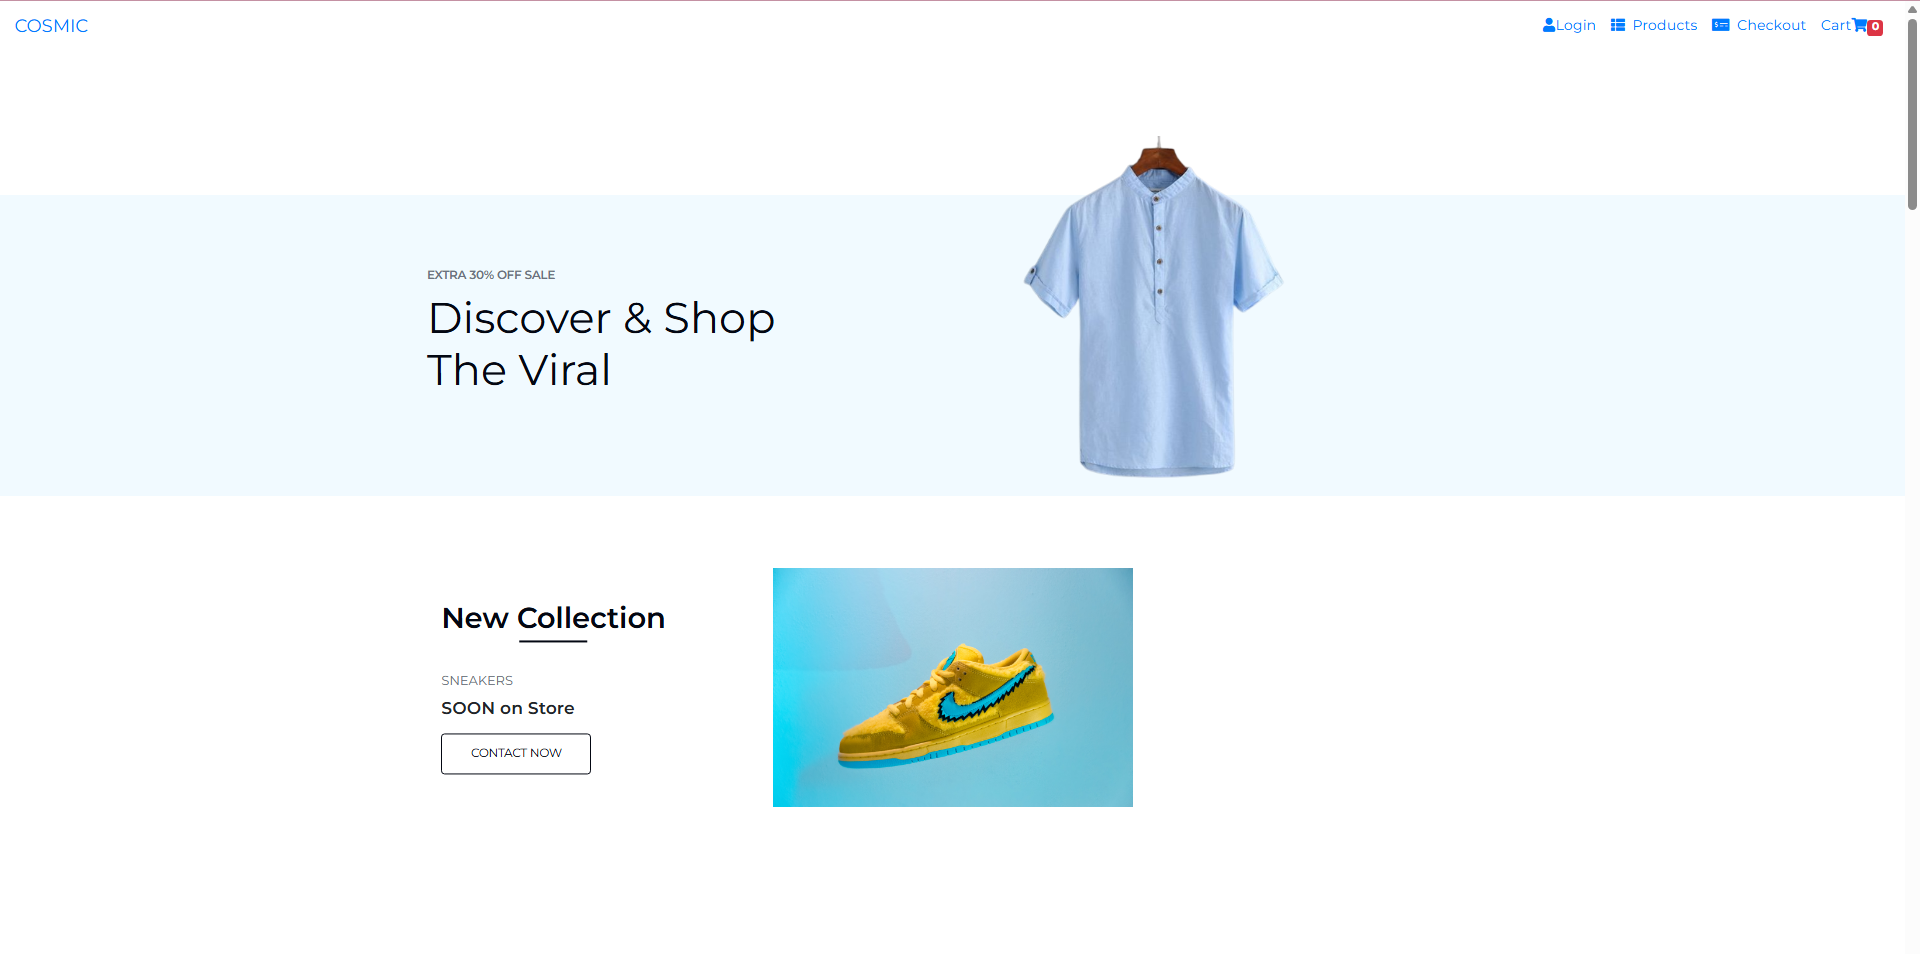 COSMIC
Login Products Checkout Cart 0
EXTRA 30% OFF SALE
Discover & Shop
The Viral
New Collection
SNEAKERS
SOON on Store
CONTACT NOW